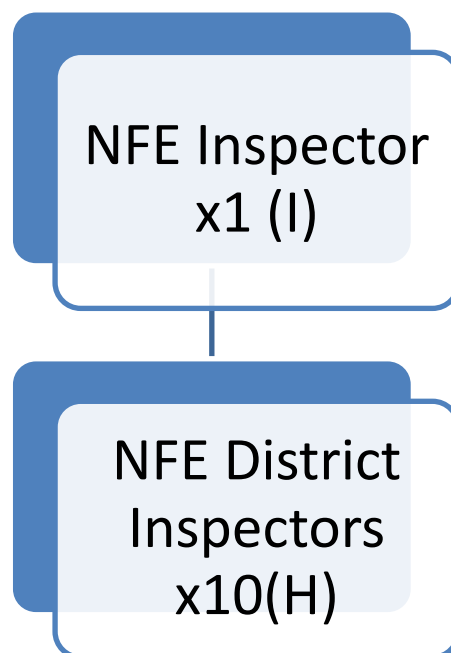 NFE Inspector
x1 (I)
NFE District
Inspectors
x10(H)